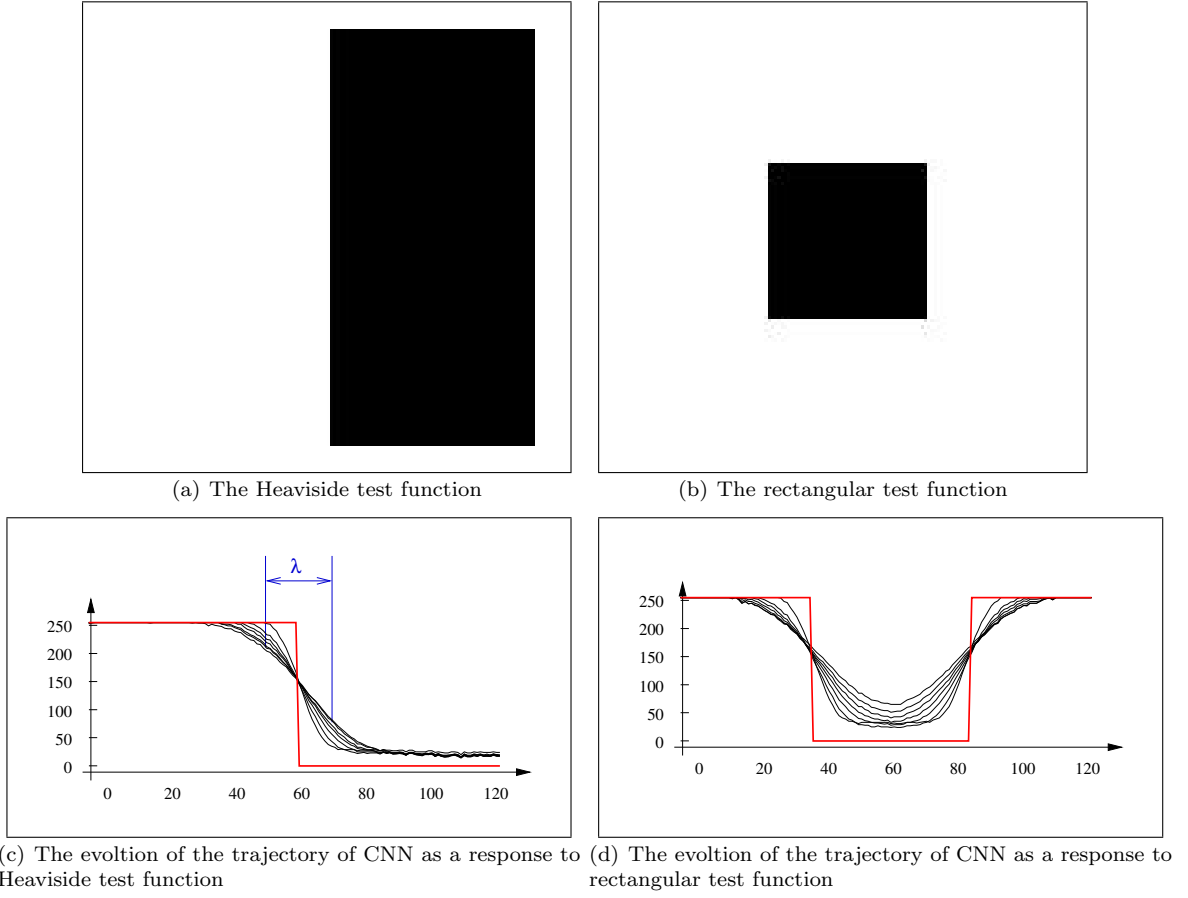 (a) The Heaviside test function
(b) The rectangular test function
λ
250
200
150
100
50
0
0 20 40 60 80 100 120
250
200
150
100
50
0
0 20 40 60 80 100 120
(c) The evoltion of the trajectory of CNN as a response to
Heaviside test function
(d) The evoltion of the trajectory of CNN as a response to
rectangular test function